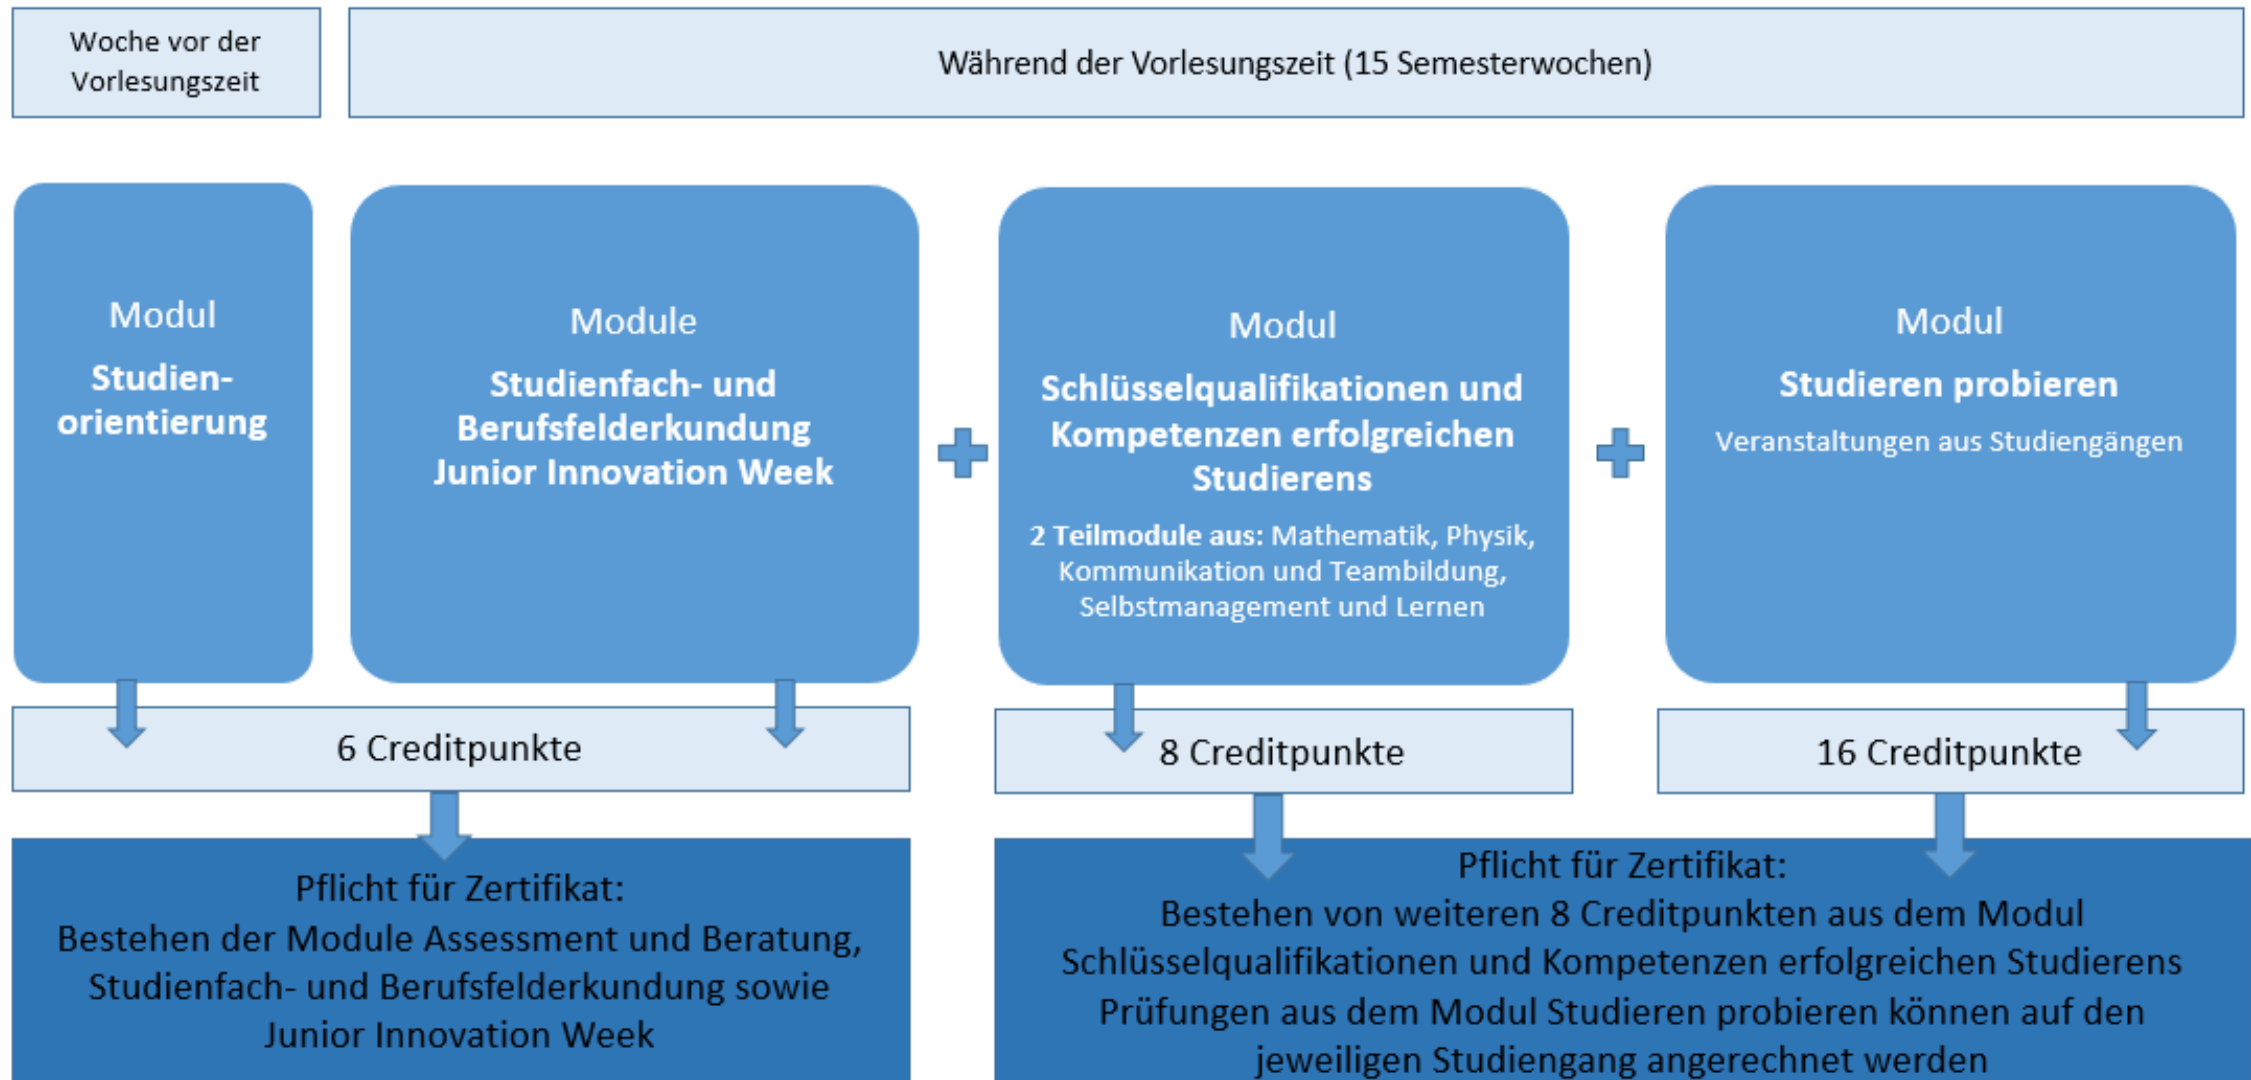 Woche vor der
Vorlesungszeit
Während der Vorlesungszeit (15 Semesterwochen)
Modul
Studien-
orientierung
Module
Studienfach- und
Berufsfelderkundung
Junior Innovation Week
Modul
Schlüsselqualifikationen und
Kompetenzen erfolgreichen
Studierens
2 Teilmodule aus: Mathematik, Physik,
Kommunikation und Teambildung,
Selbstmanagement und Lernen
Modul
Studieren probieren
Veranstaltungen aus Studiengängen
6 Creditpunkte
8 Creditpunkte
16 Creditpunkte
Pflicht für Zertifikat:
Bestehen der Module Assessment und Beratung,
Studienfach- und Berufsfelderkundung sowie
Junior Innovation Week
Pflicht für Zertifikat:
Bestehen von weiteren 8 Creditpunkten aus dem Modul
Schlüsselqualifikationen und Kompetenzen erfolgreichen Studierens
Prüfungen aus dem Modul Studieren probieren können auf den
jeweiligen Studiengang angerechnet werden